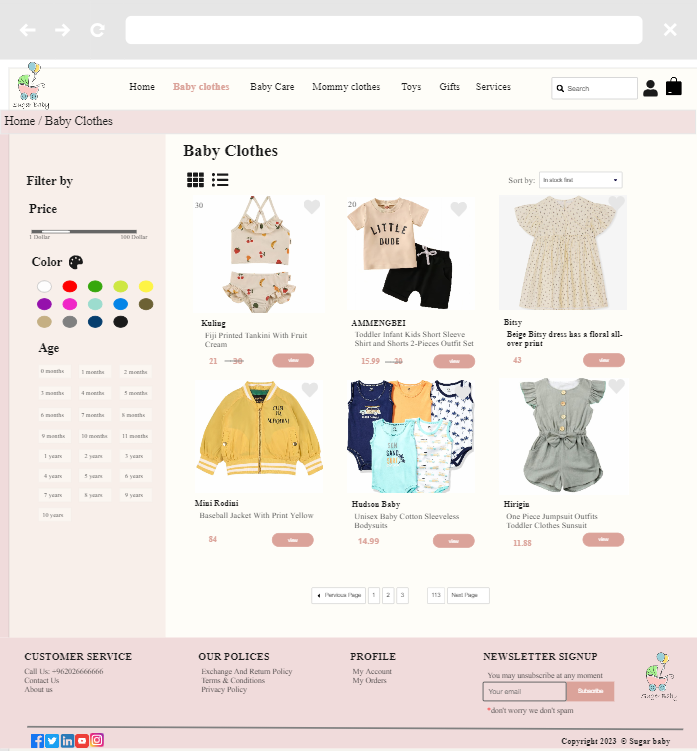 Sugar Baby
Home Baby clothes Baby Care Mommy clothes Toys Gifts Services
Search
Home / Baby Clothes
Baby Clothes
Filter by
Sort by: In stock first
Price
1 Dollar 100 Dollar
Color
Age
0 months 1 months 2 months
3 months 4 months 5 months
6 months 7 months 8 months
9 months 10 months 11 months
1 years 2 years 3 years
4 years 5 years 6 years
7 years 8 years 9 years
10 years
30
Kuling
Fiji Printed Tankini With Fruit
Cream
21 30 view
20
LITTLE
DUDE
AMMENGBEI
Toddler Infant Kids Short Sleeve
Shirt and Shorts 2-Pieces Outfit Set
15.99 20 view
Bitsy
Beige Bitsy dress has a floral all-
over print
43 view
Mini Rodini
Baseball Jacket With Print Yellow
84 view
Hudson Baby
Unisex Baby Cotton Sleeveless
Bodysuits
14.99 view
Hirigin
One Piece Jumpsuit Outfits
Toddler Clothes Sunsuit
11.88 view
Pervious Page 1 2 3 113 Next Page
CUSTOMER SERVICE
Call Us: +962026666666
Contact Us
About us
OUR POLICES
Exchange And Return Policy
Terms & Conditions
Privacy Policy
PROFILE
My Account
My Orders
NEWSLETTER SIGNUP
You may unsubscribe at any moment
Your email Subscribe
*don't worry we don't spam
Sugar Baby
Copyright 2023 © Sugar baby